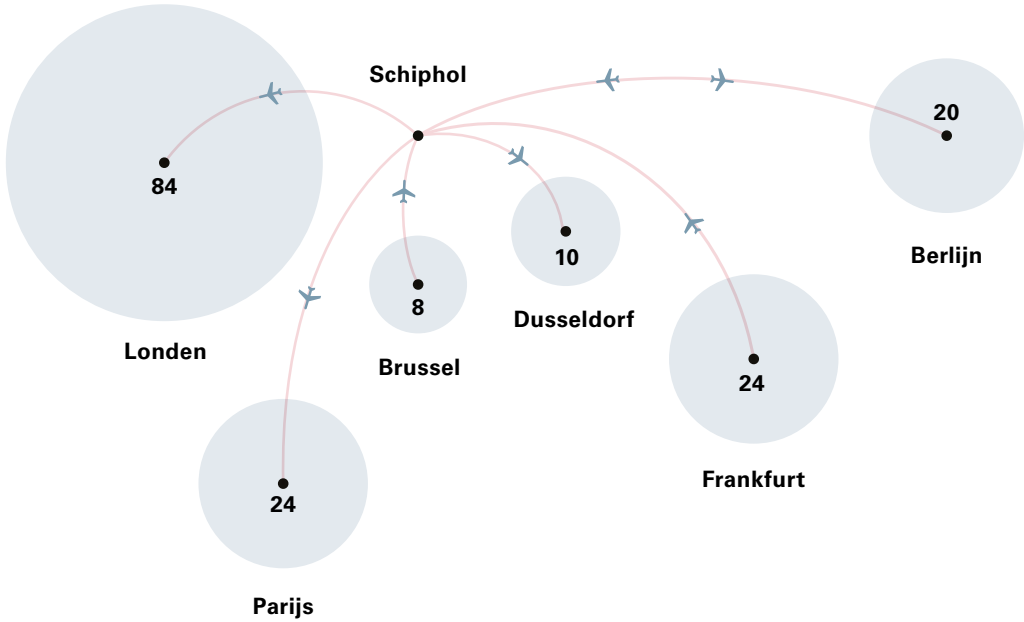 Schiphol
84
Londen
20
Berlijn
10
Dusseldorf
8
Brussel
24
Frankfurt
24
Parijs